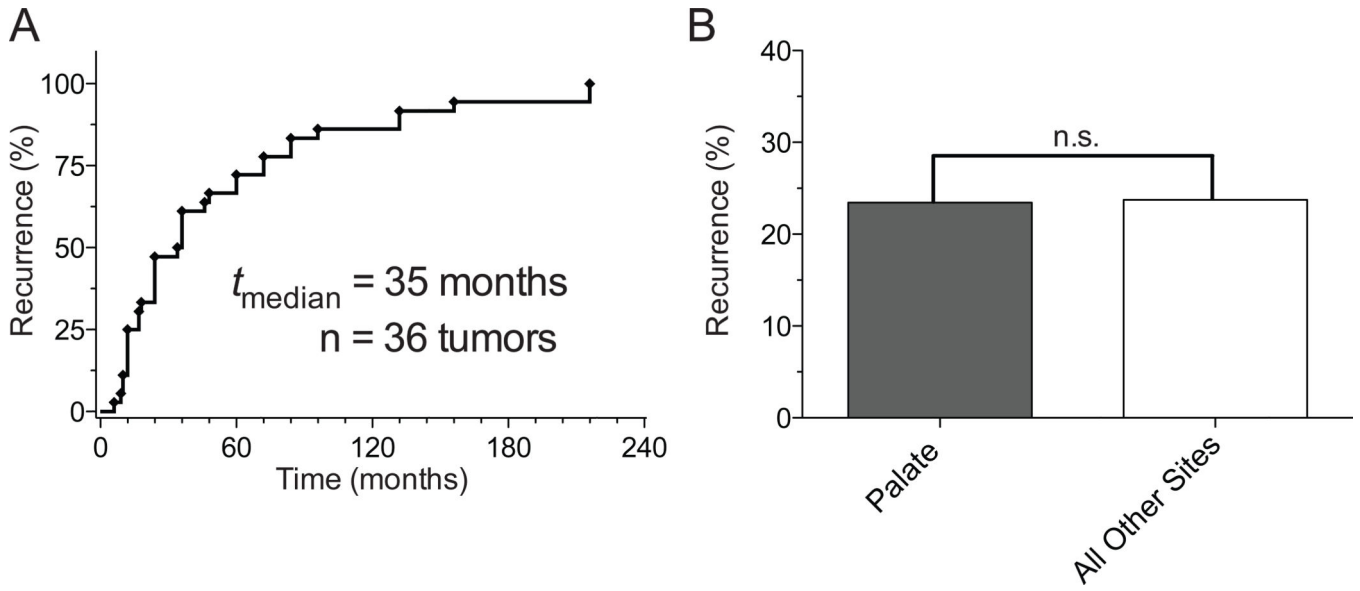 A
Recurrence (%)
100
75
50
25
0
0 60 120 180 240
Time (months)
tmedian = 35 months
n = 36 tumors
B
Recurrence (%)
40
30
20
10
0
n.s.
Palate
All Other Sites